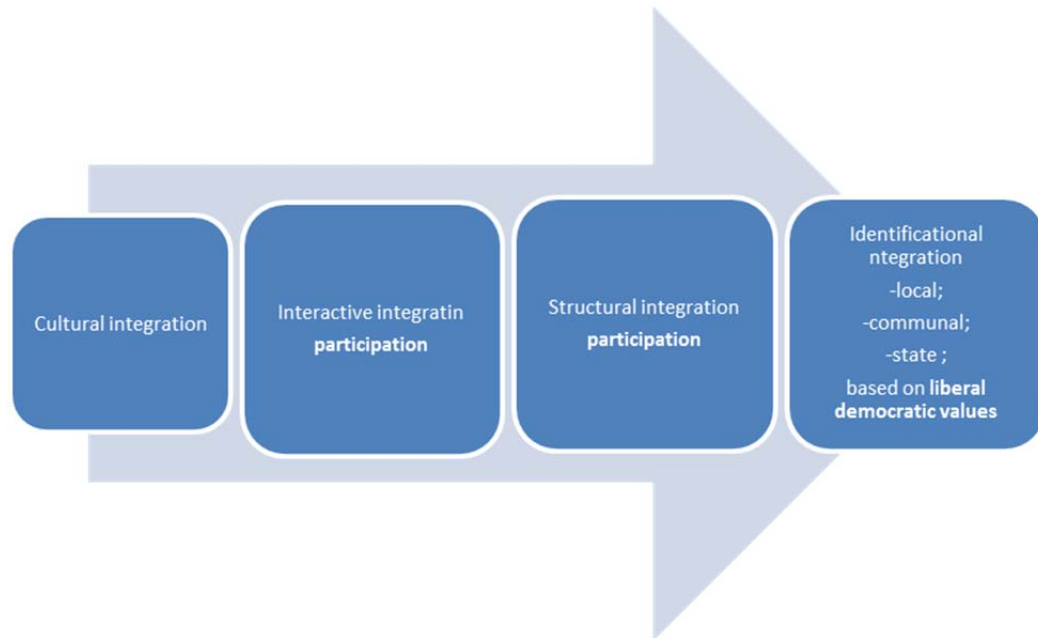 Cultural integration
Interactive integratin
participation
Structural integration
participation
Identificational
ntegration
-local;
-communal;
-state ;
based on liberal
democratic values